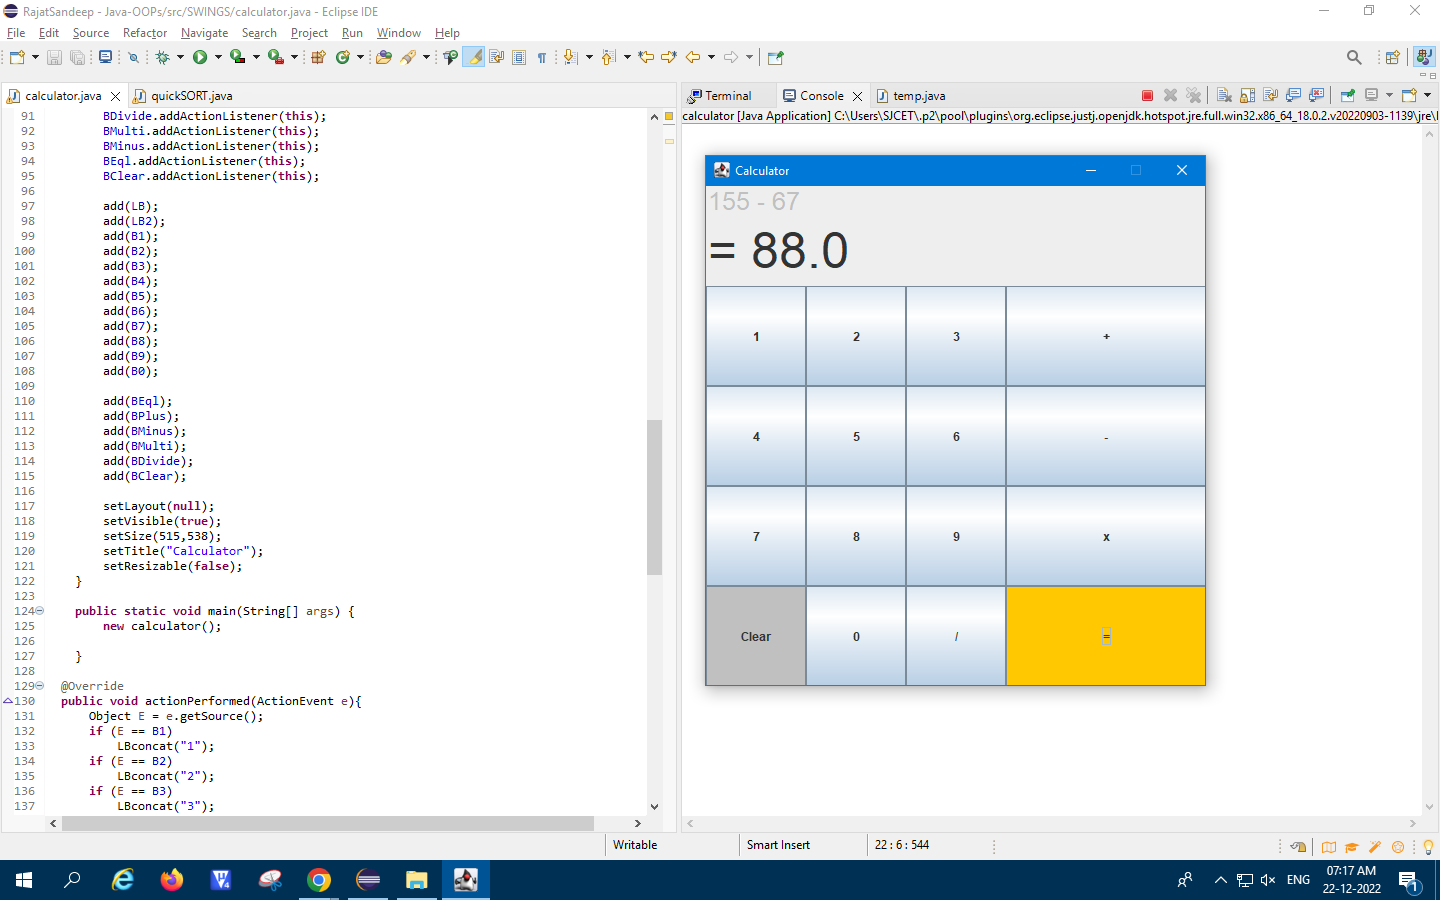 RajatSandeep - Java-OOPs/src/SWINGS/calculator.java - Eclipse IDE
File Edit Source Refactor Navigate Search Project Run Window Help
calculator.java quickSORT.java
91 BDivide.addActionListener(this);
92 BMulti.addActionListener(this);
93 BMinus.addActionListener(this);
94 BEql.addActionListener(this);
95 BClear.addActionListener(this);
96
97 add(LB);
98 add(LB2);
99 add(B1);
100 add(B2);
101 add(B3);
102 add(B4);
103 add(B5);
104 add(B6);
105 add(B7);
106 add(B8);
107 add(B9);
108 add(B0);
109
110 add(BEql);
111 add(BPlus);
112 add(BMinus);
113 add(BMulti);
114 add(BDivide);
115 add(BClear);
116
117 setLayout(null);
118 setVisible(true);
119 setSize(515,538);
120 setTitle("Calculator");
121 setResizable(false);
122 }
123
124 public static void main(String[] args) {
125 new calculator();
126
127 }
128
129 @Override
130 public void actionPerformed(ActionEvent e){
131 Object E = e.getSource();
132 if (E == B1)
133 LBconcat("1");
134 if (E == B2)
135 LBconcat("2");
136 if (E == B3)
137 LBconcat("3");
Terminal Console temp.java
calculator [Java Application] C:\Users\SJCET\.p2\pool\plugins\org.eclipse.justj.openjdk.hotspot.jre.full.win32.x86_64_18.0.2.v20220903-1139\jre\
Calculator
155 - 67
= 88.0
1 2 3 +
4 5 6 -
7 8 9 x
Clear 0 / =
Writable Smart Insert 22 : 6 : 544
ENG
07:17 AM
22-12-2022
1